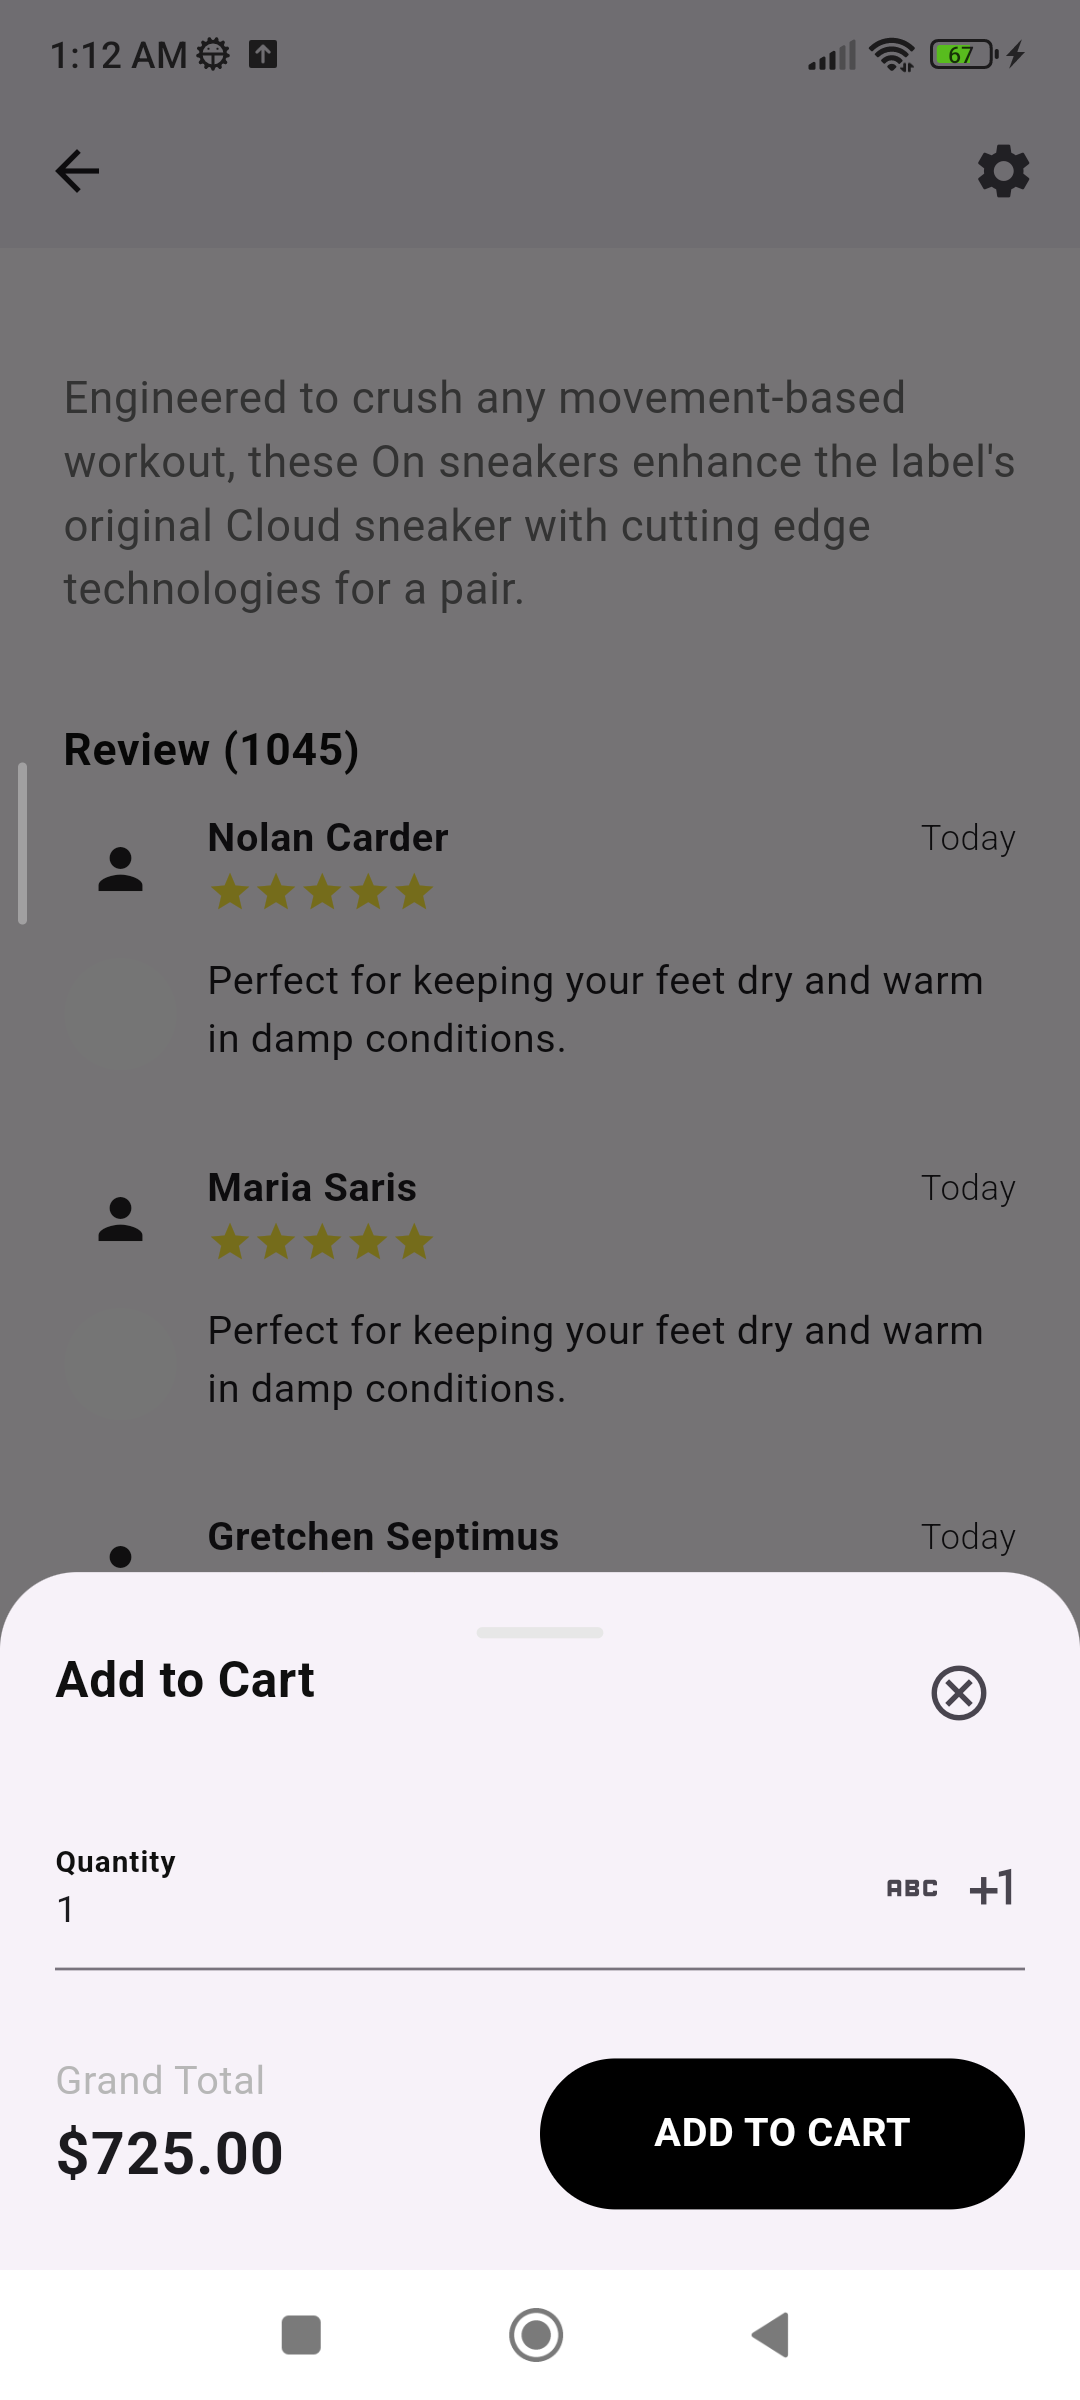 1:12 AM
67
Engineered to crush any movement-based
workout, these On sneakers enhance the label's
original Cloud sneaker with cutting edge
technologies for a pair.
Review (1045)
Nolan Carder Today
Perfect for keeping your feet dry and warm
in damp conditions.
Maria Saris Today
Perfect for keeping your feet dry and warm
in damp conditions.
Gretchen Septimus Today
Add to Cart
Quantity
1
ABC +1
Grand Total
$725.00
ADD TO CART